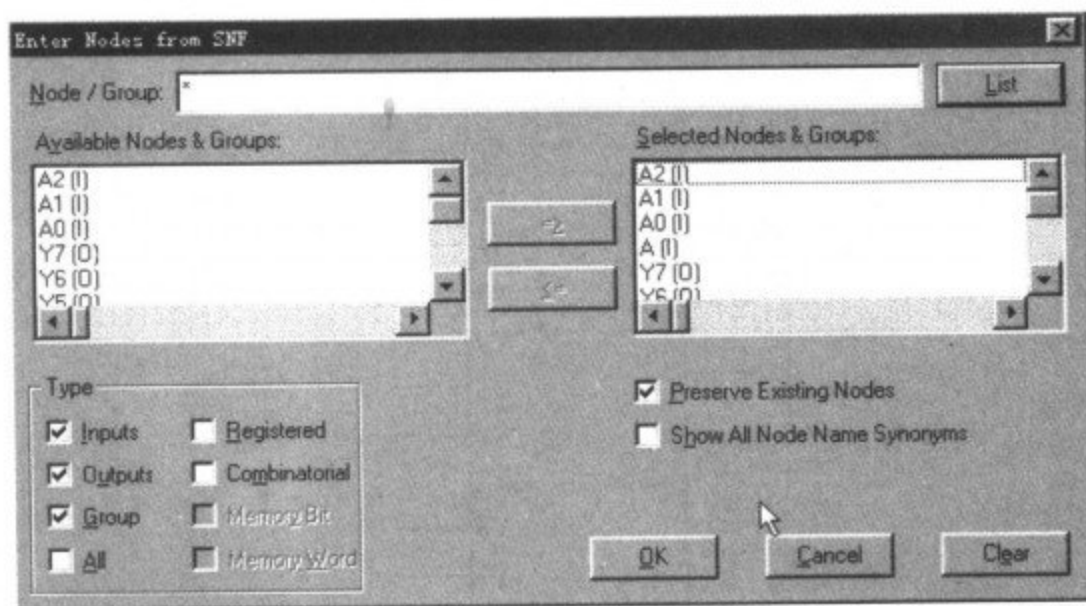 Enter Nodes from SNF
Node / Group: *
List
Available Nodes & Groups:
A2 (I)
A1 (I)
A0 (I)
Y7 (O)
Y6 (O)
Y5 (O)
=>
<=
Selected Nodes & Groups:
A2 (I)
A1 (I)
A0 (I)
A (I)
Y7 (O)
Y6 (O)
Type
Inputs
Registered
Outputs
Combinatorial
Group
Memory Bit
All
Memory Word
Preserve Existing Nodes
Show All Node Name Synonyms
OK
Cancel
Clear